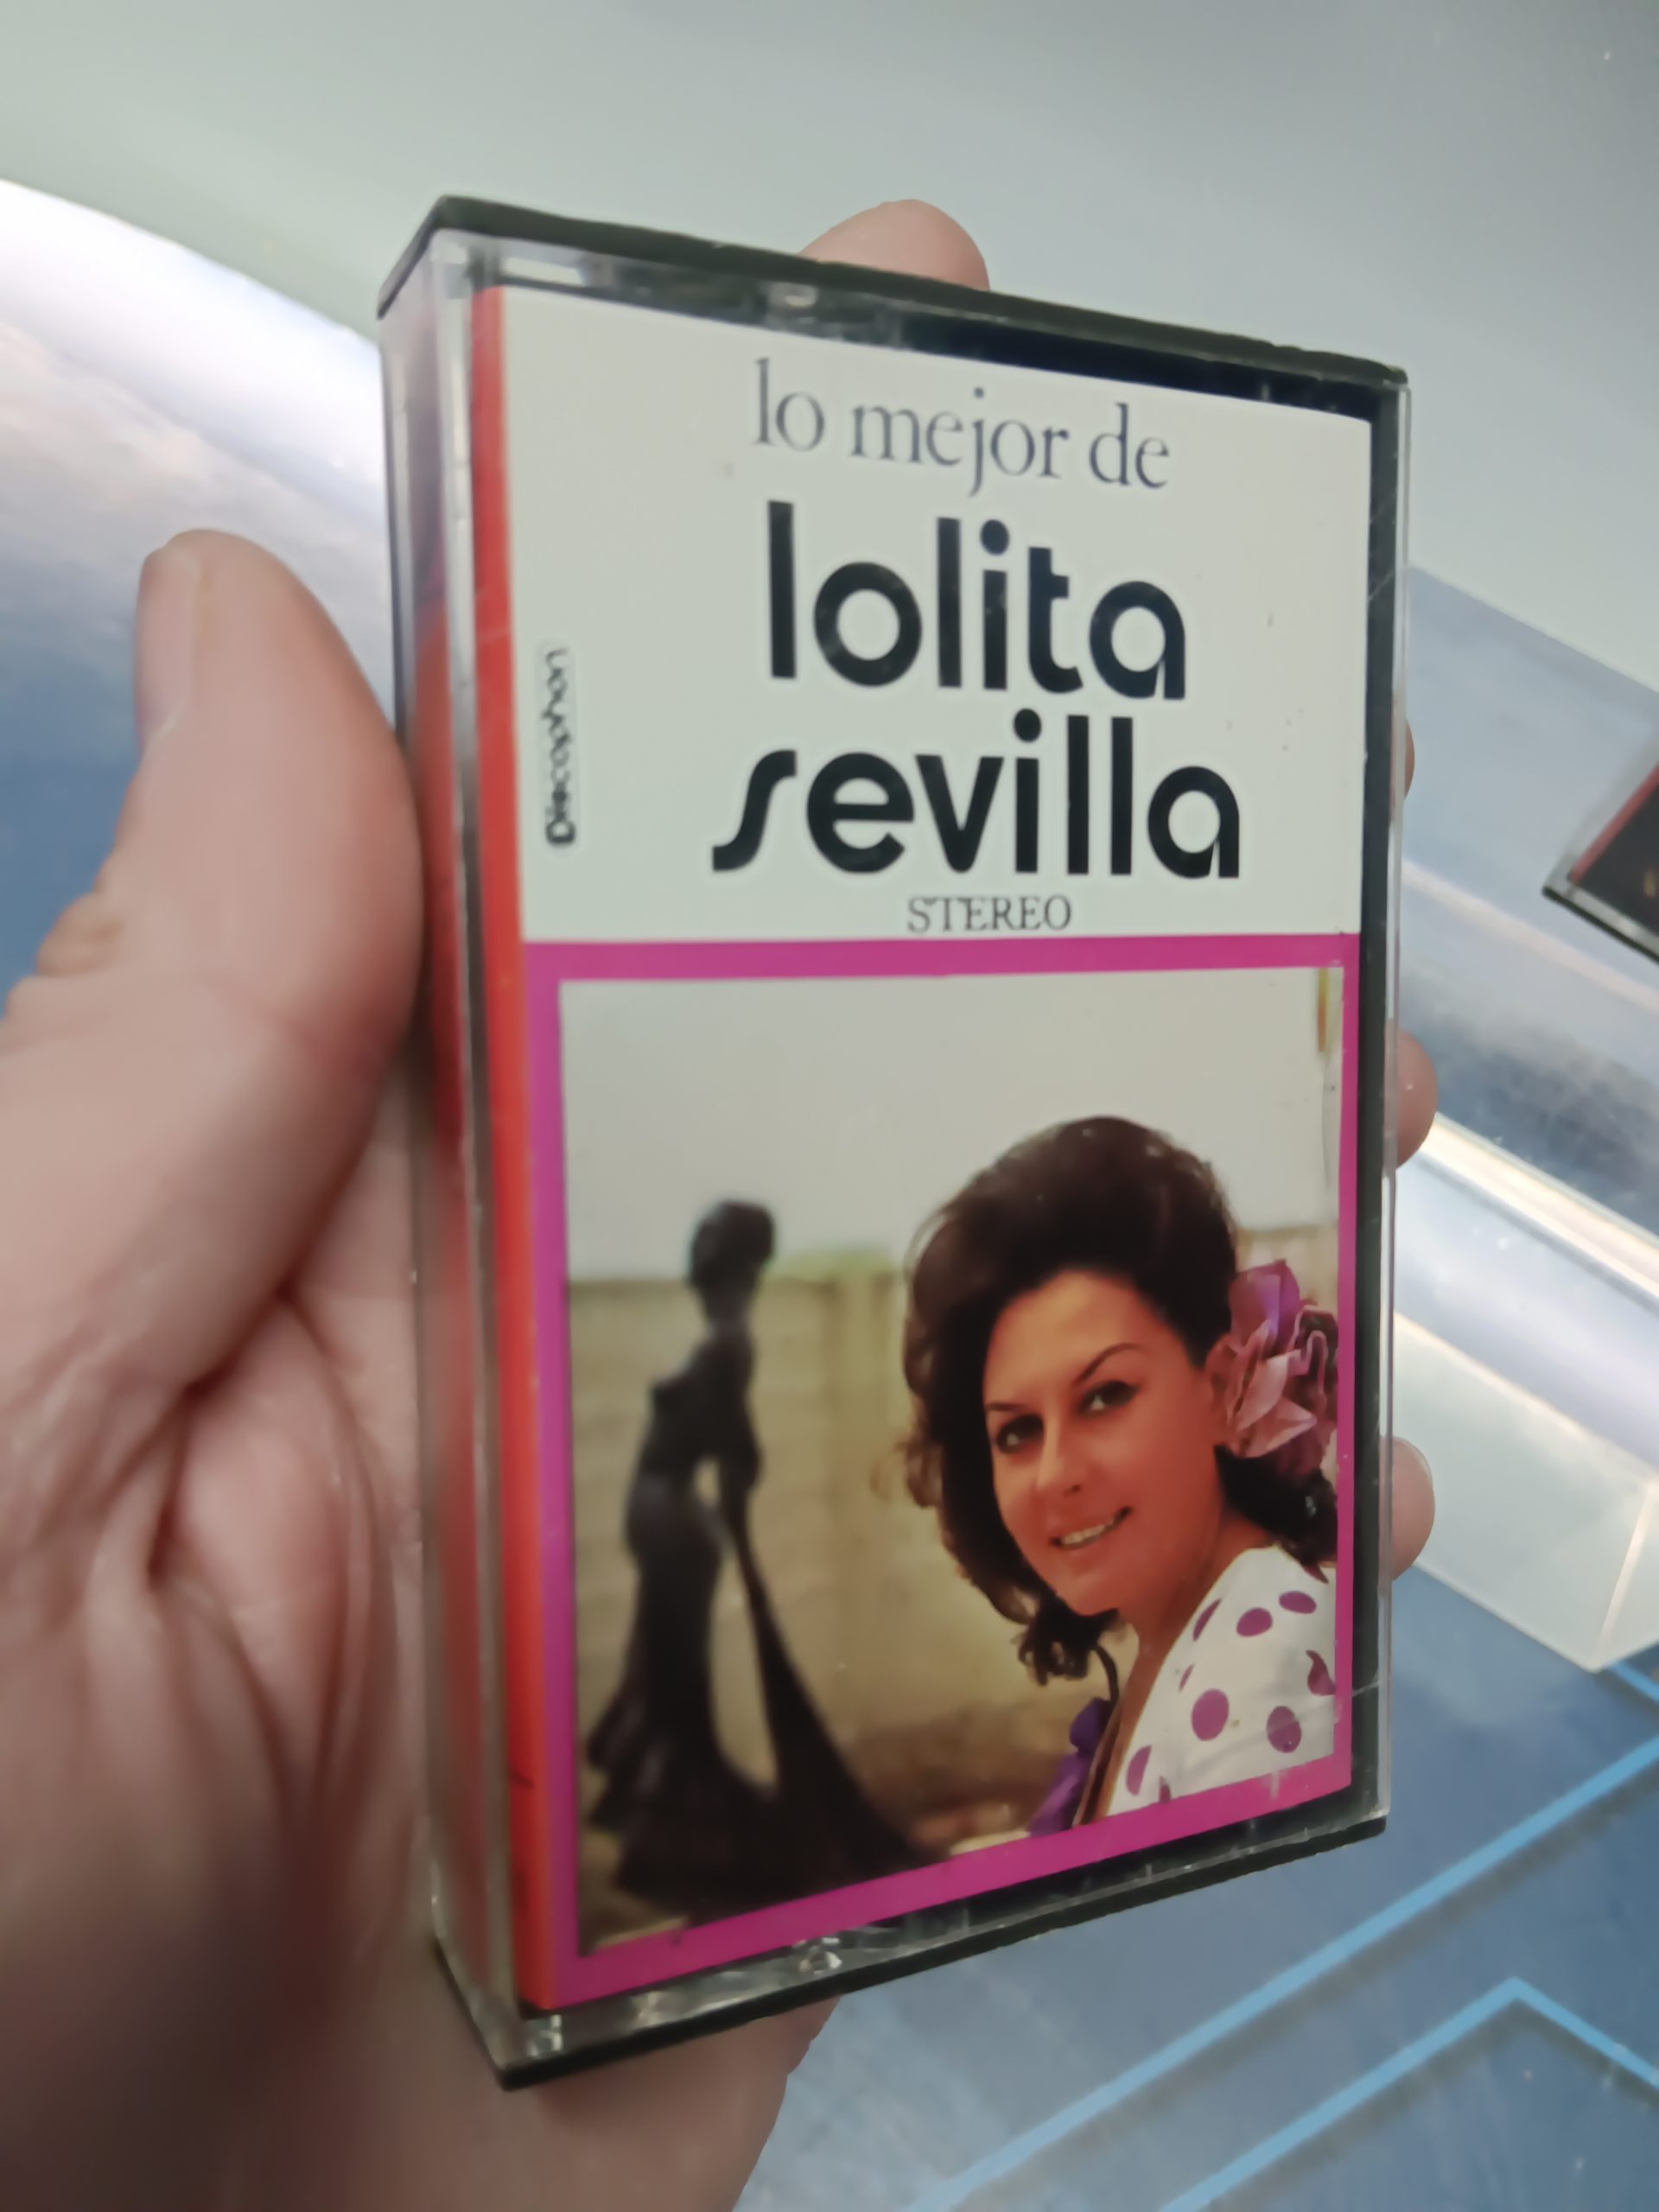 lo mejor de
lolita
sevilla
STEREO
Discophon